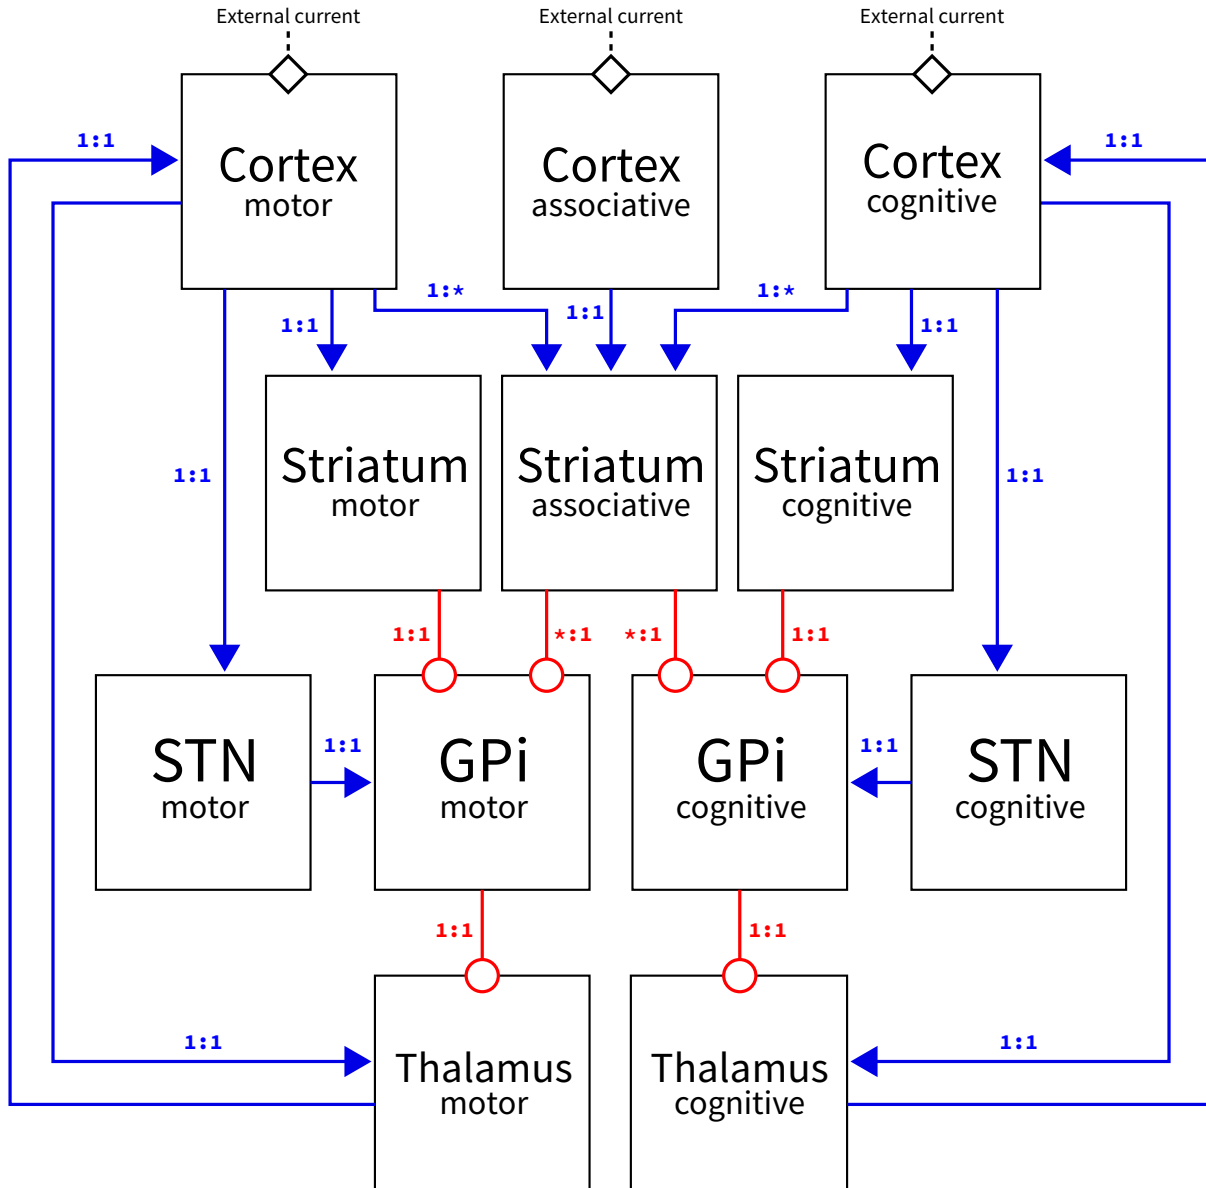 External current
External current
External current
1:1
1:1
Cortex
motor
Cortex
associative
Cortex
cognitive
1:*
1:*
1:1
1:1
1:1
Striatum
motor
Striatum
associative
Striatum
cognitive
1:1
1:1
1:1
*:1
*:1
1:1
STN
motor
1:1
GPi
motor
GPi
cognitive
1:1
STN
cognitive
1:1
1:1
1:1
1:1
Thalamus
motor
Thalamus
cognitive